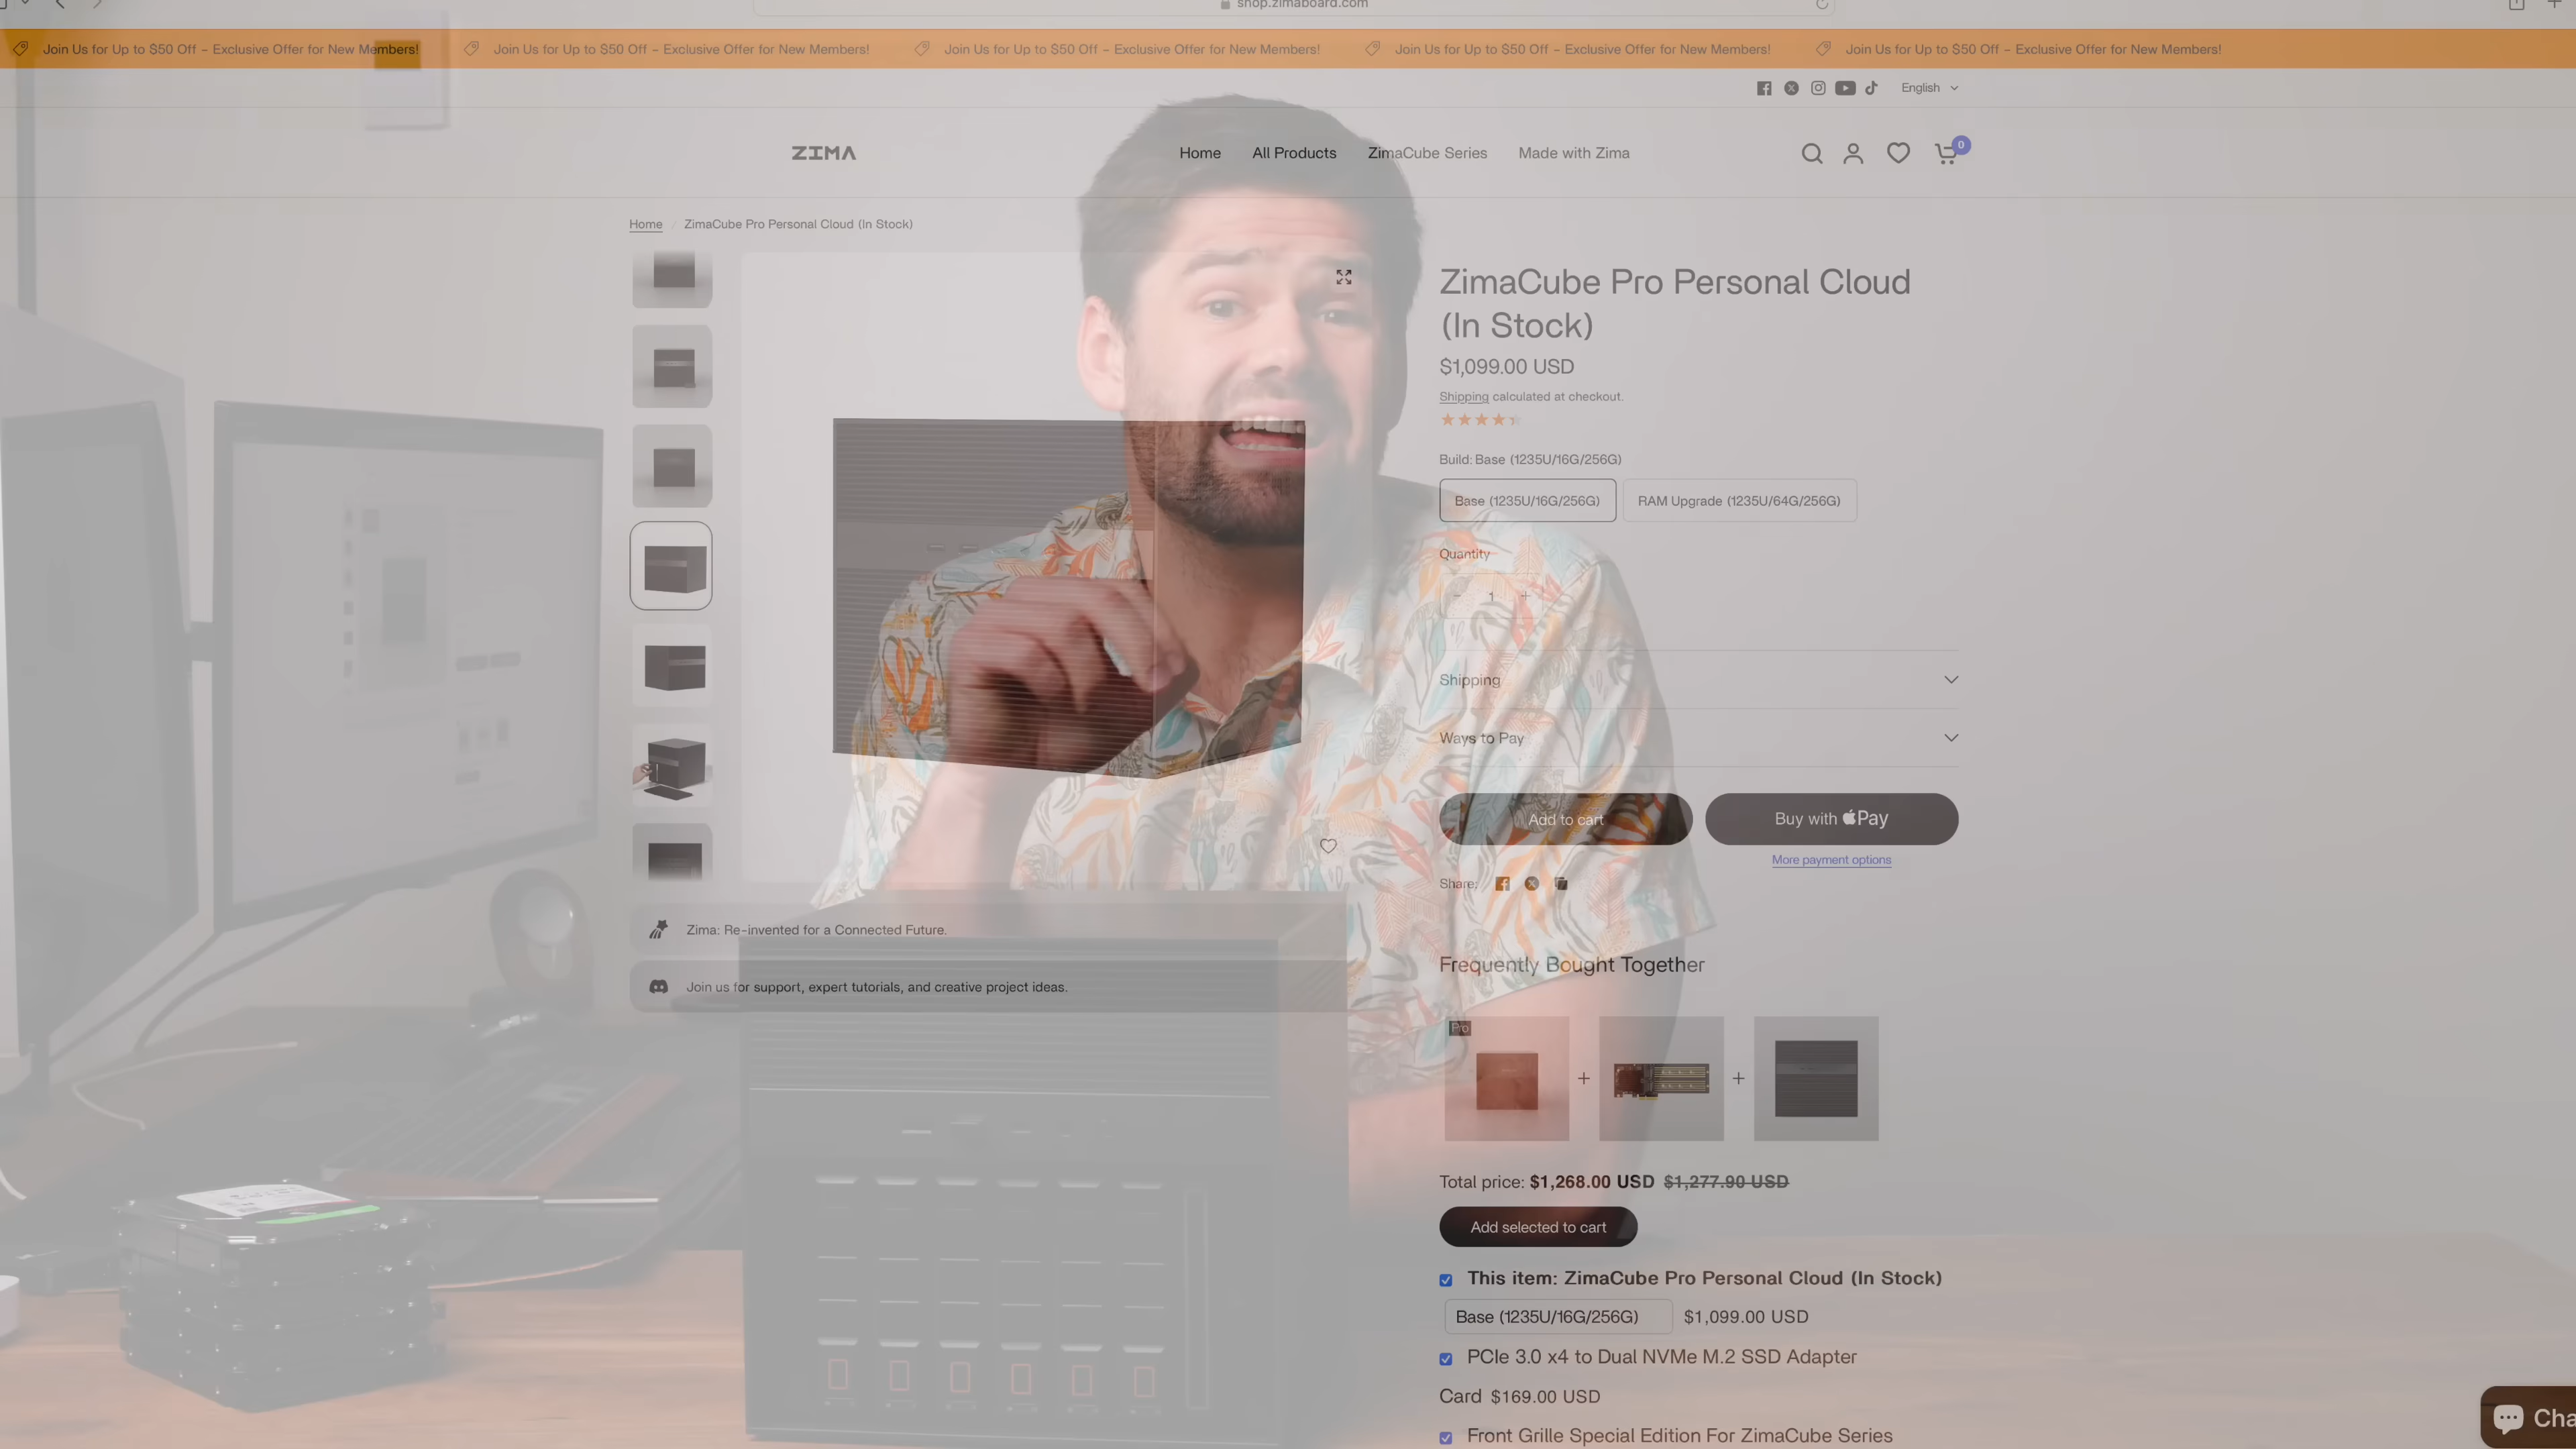 shop.zimaboard.com
Join Us for Up to $50 Off – Exclusive Offer for New Members!
Join Us for Up to $50 Off – Exclusive Offer for New Members!
Join Us for Up to $50 Off – Exclusive Offer for New Members!
Join Us for Up to $50 Off – Exclusive Offer for New Members!
Join Us for Up to $50 Off – Exclusive Offer for New Members!
English
ZIMA
Home
All Products
ZimaCube Series
Made with Zima
0
Home / ZimaCube Pro Personal Cloud (In Stock)
ZimaCube Pro Personal Cloud
(In Stock)
$1,099.00 USD
Shipping calculated at checkout.
Build: Base (1235U/16G/256G)
Base (1235U/16G/256G)
RAM Upgrade (1235U/64G/256G)
Quantity
− 1 +
Shipping
Ways to Pay
Add to cart
Buy with Pay
More payment options
Share:
Zima: Re-invented for a Connected Future.
Join us for support, expert tutorials, and creative project ideas.
Frequently Bought Together
Pro
+
+
Total price: $1,268.00 USD $1,277.90 USD
Add selected to cart
This item: ZimaCube Pro Personal Cloud (In Stock)
Base (1235U/16G/256G)
$1,099.00 USD
PCIe 3.0 x4 to Dual NVMe M.2 SSD Adapter
Card $169.00 USD
Front Grille Special Edition For ZimaCube Series
Cha